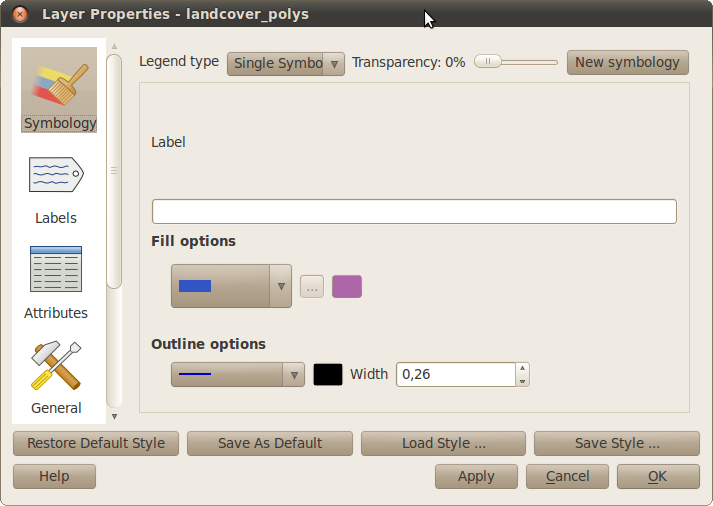 Layer Properties - landcover_polys
Symbology
Labels
Attributes
General
Legend type
Single Symbo
Transparency: 0%
New symbology
Label
Fill options
...
Outline options
Width
0,26
Restore Default Style
Save As Default
Load Style ...
Save Style ...
Help
Apply
Cancel
OK